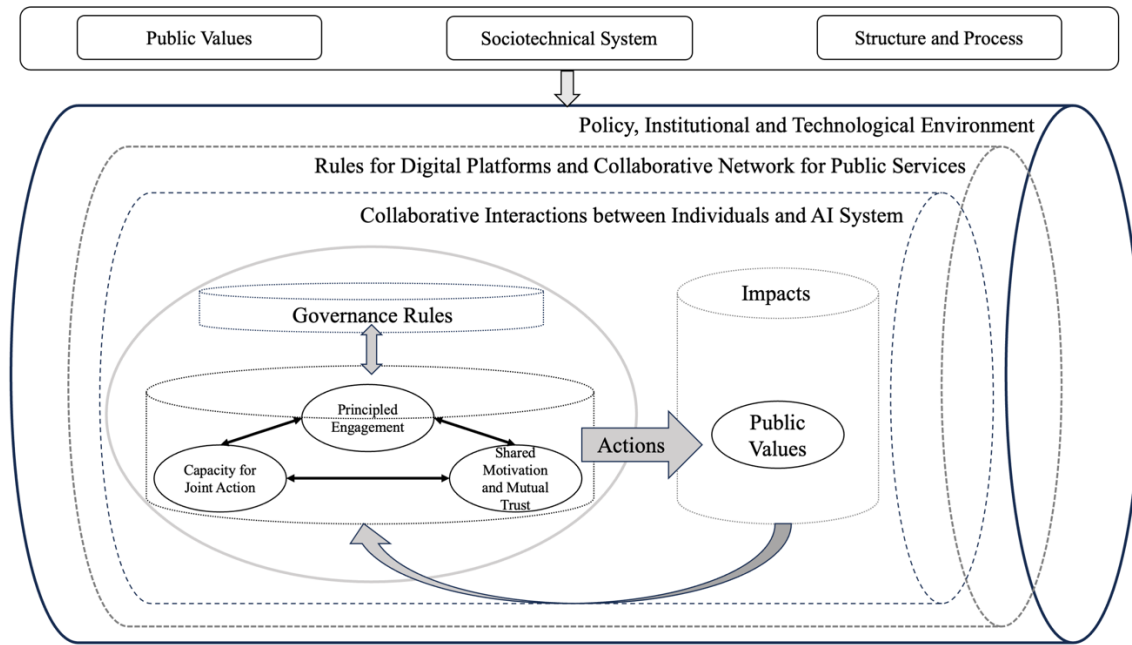 Public Values
Sociotechnical System
Structure and Process
Policy, Institutional and Technological Environment
Rules for Digital Platforms and Collaborative Network for Public Services
Collaborative Interactions between Individuals and AI System
Governance Rules
Impacts
Principled
Engagement
Capacity for
Joint Action
Shared
Motivation
and Mutual
Trust
Actions
Public
Values